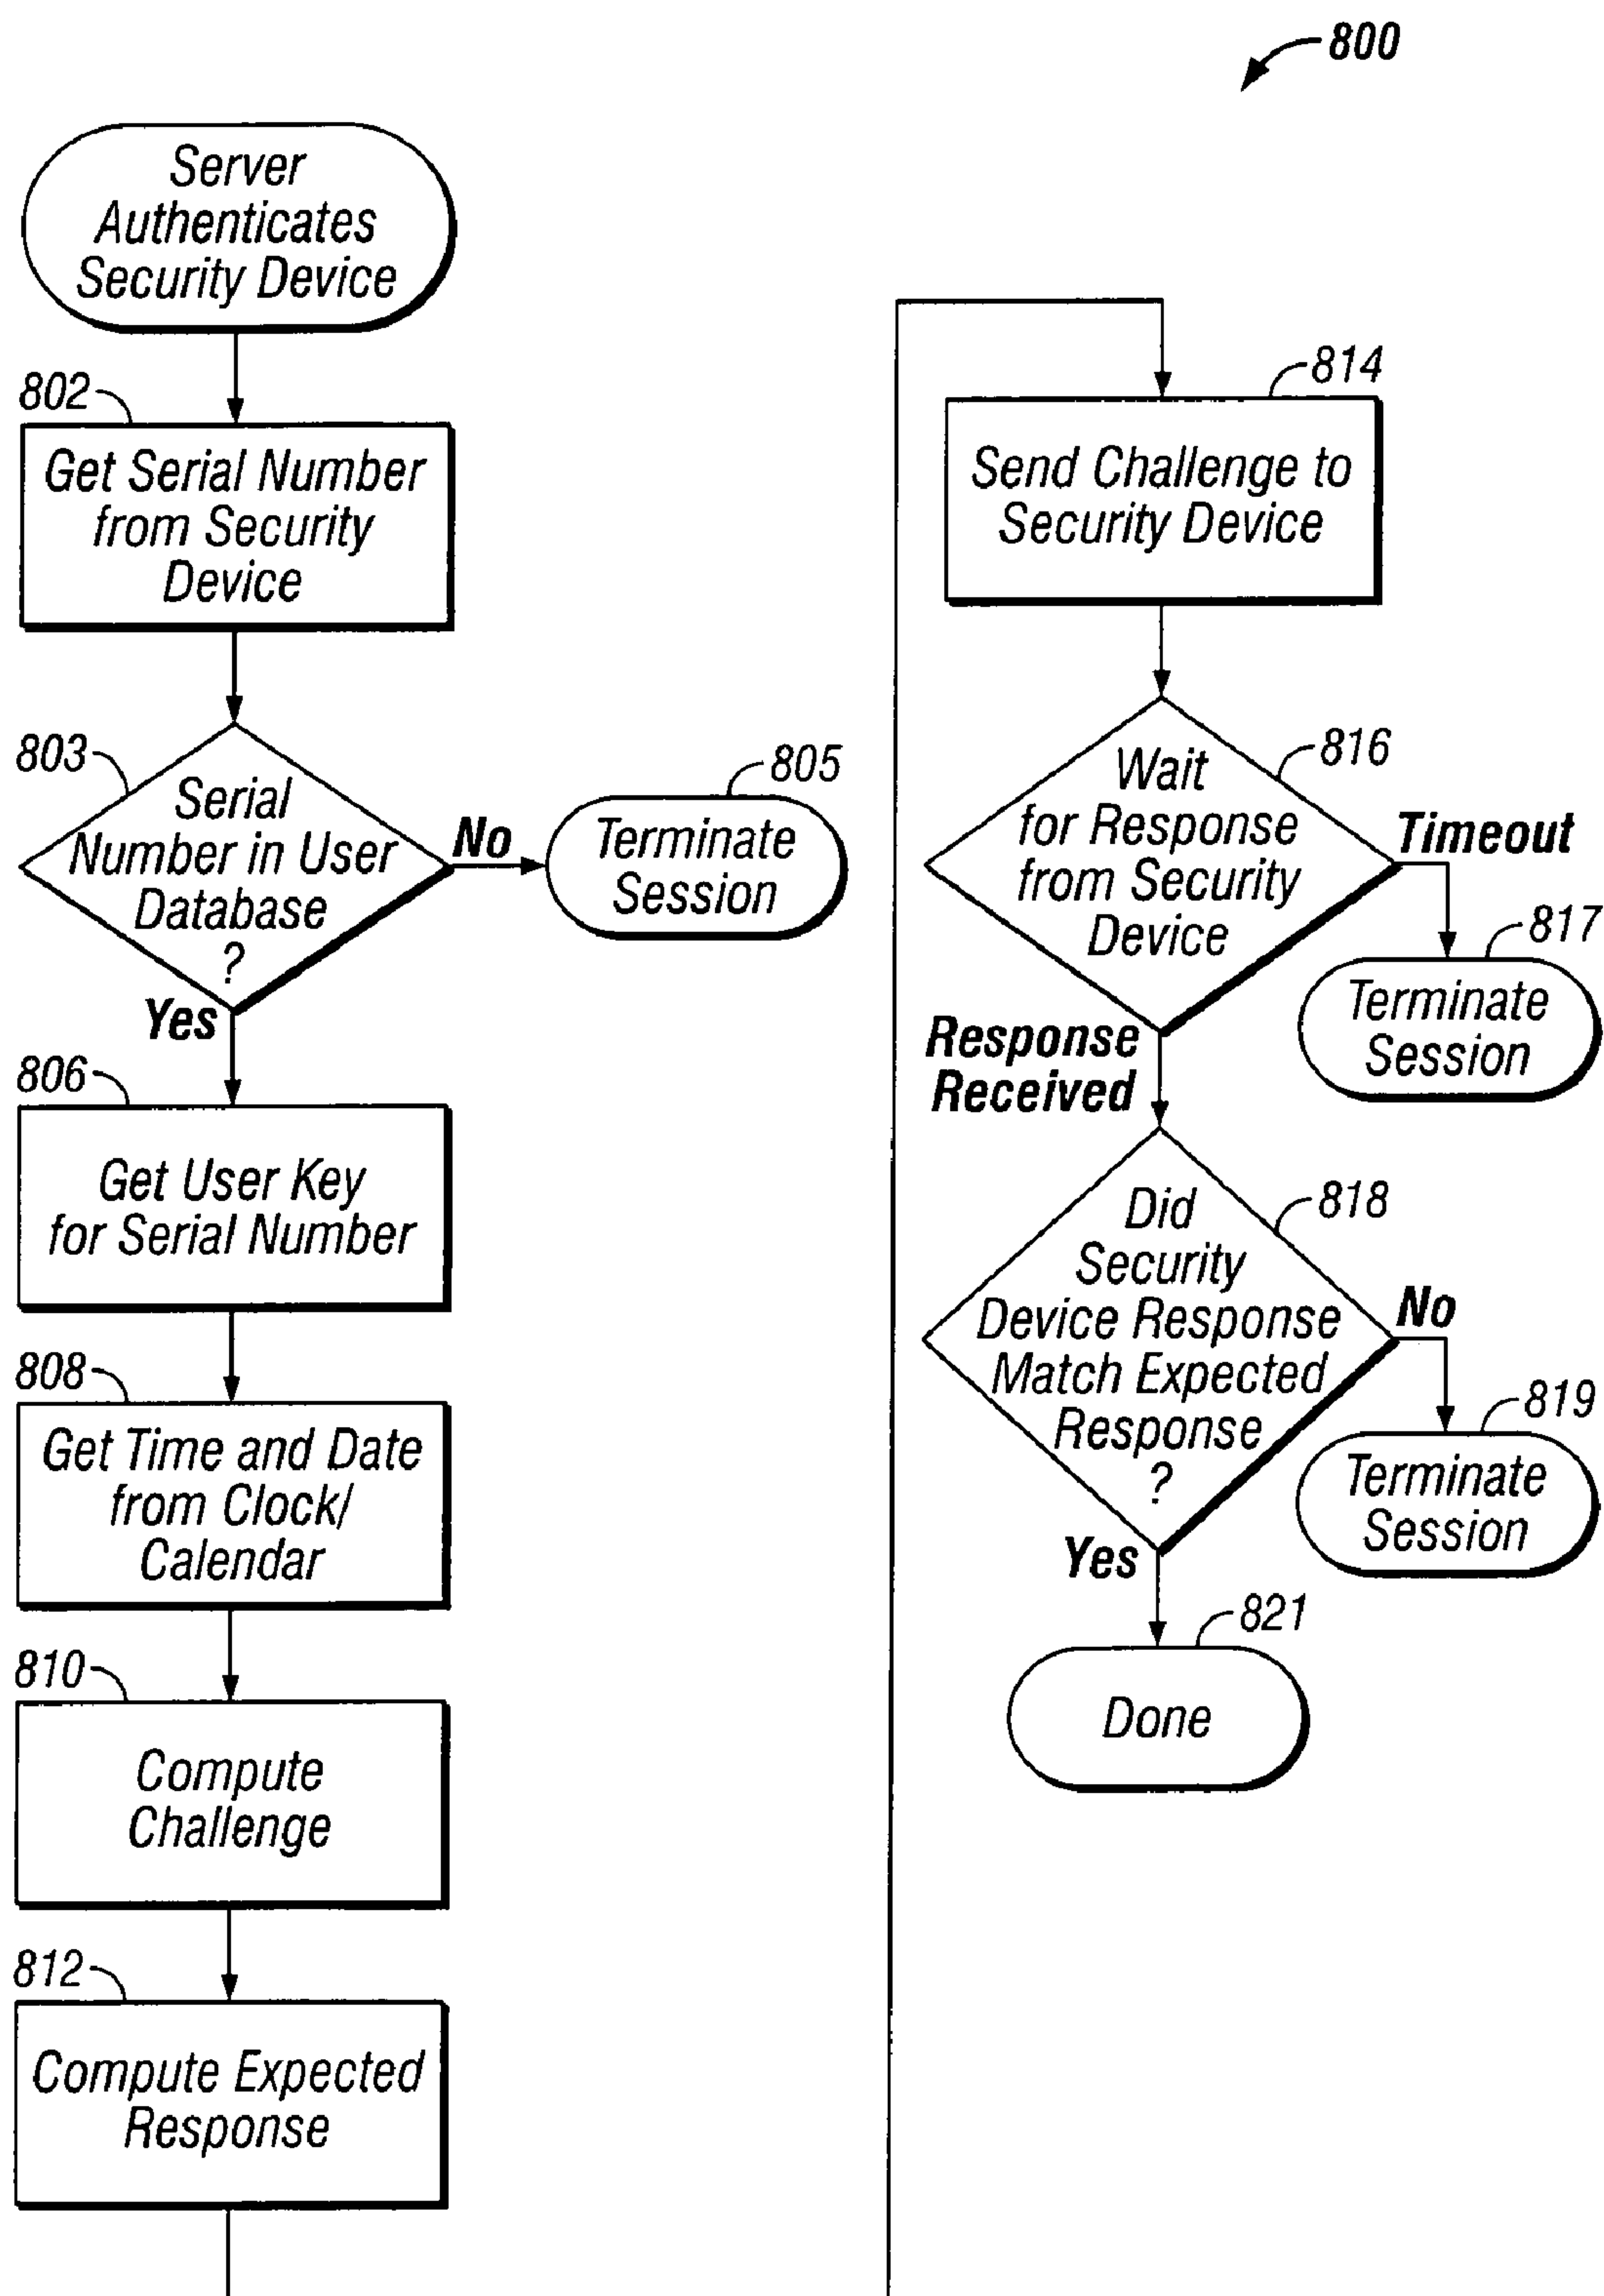 800
Server
Authenticates
Security Device
802
Get Serial Number
from Security
Device
803
Serial
Number in User
Database
?
No
805
Terminate
Session
Yes
806
Get User Key
for Serial Number
808
Get Time and Date
from Clock/
Calendar
810
Compute
Challenge
812
Compute Expected
Response
814
Send Challenge to
Security Device
816
Wait
for Response
from Security
Device
Timeout
817
Terminate
Session
Response
Received
818
Did
Security
Device Response
Match Expected
Response
?
No
819
Terminate
Session
Yes
821
Done